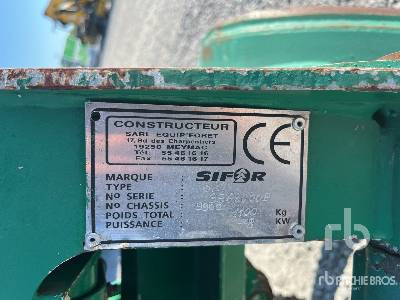 CONSTRUCTEUR
SARL EQUIP'FORET
17, Bd des Charpentiers
19250 MEYMAC
Tél. 55 46 16 16
Fax 55 46 16 17
CE
MARQUE SIFOR
TYPE
Nº SERIE
Nº CHASSIS
POIDS TOTAL Kg
PUISSANCE KW
rb
RITCHIE BROS